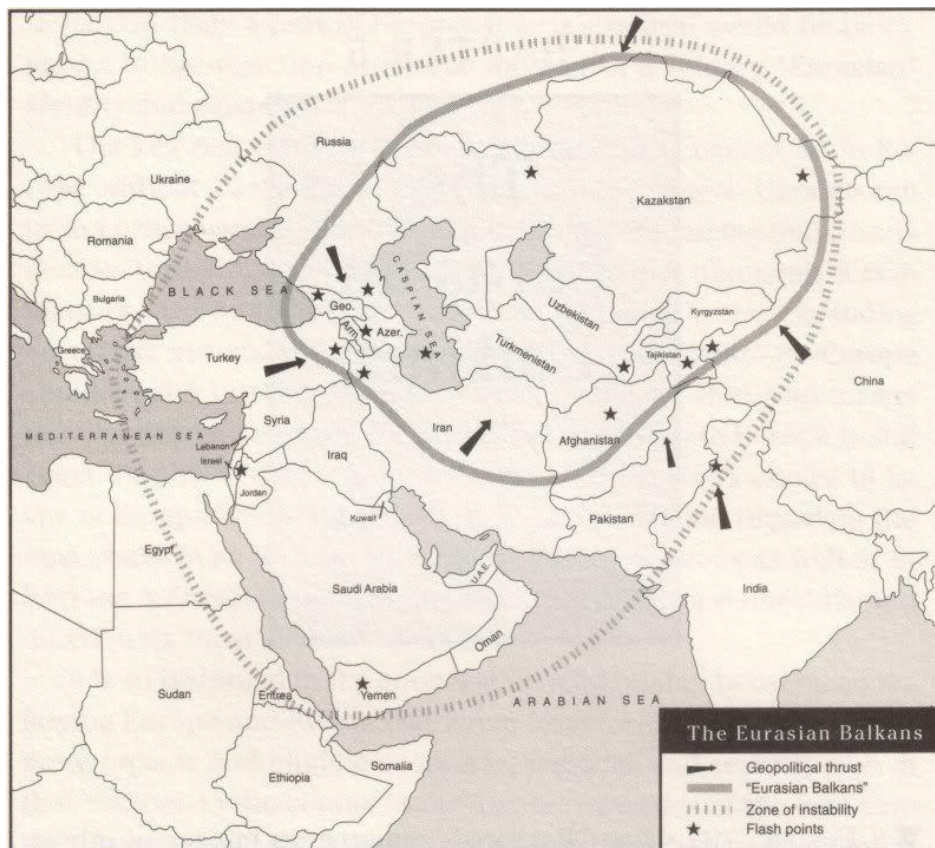 Russia
Ukraine
Kazakstan
Romania
CASPIAN SEA
BLACK SEA
Bulgaria
Geo.
Uzbekistan
Kyrgyzstan
Arm.
Azer.
Greece
Turkey
Turkmenistan
Tajikistan
China
Syria
MEDITERRANEAN SEA
Iran
Afghanistan
Lebanon
Israel
Iraq
Jordan
Kuwait
Pakistan
Egypt
U.A.E.
Saudi Arabia
India
Oman
Sudan
Eritrea
Yemen
ARABIAN SEA
Ethiopia
Somalia
The Eurasian Balkans
Geopolitical thrust
"Eurasian Balkans"
Zone of instability
Flash points